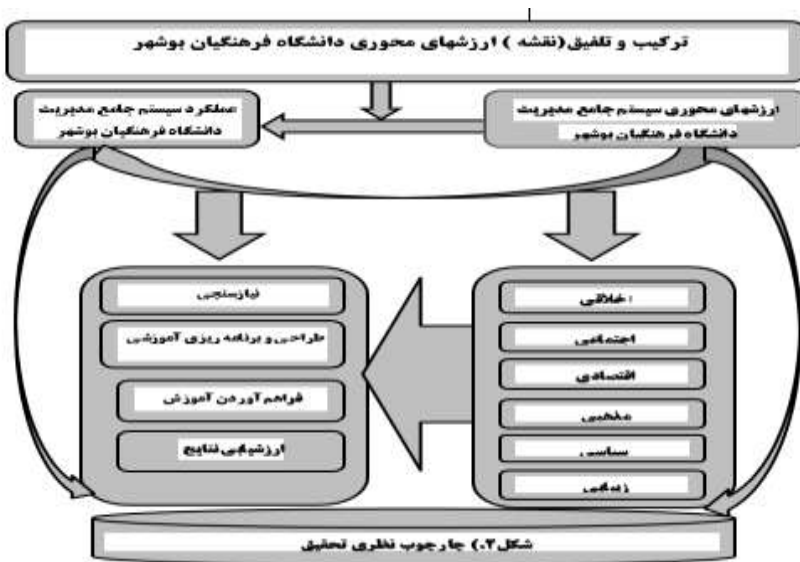 ترکیب و تلفیق(نقشه ) ارزشهای محوری دانشگاه فرهنگیان بوشهر
ارزشهای محوری سیستم جامع مدیریت
دانشگاه فرهنگیان بوشهر
عملکرد سیستم جامع مدیریت
دانشگاه فرهنگیان بوشهر
اخلاقی
اجتماعی
اقتصادی
مذهبی
سیاسی
زیبایی
نیازسنجی
طراحی و برنامه ریزی آموزشی
فراهم آوردن آموزش
ارزشیابی نتایج
شکل۲.) چارچوب نظری تحقیق